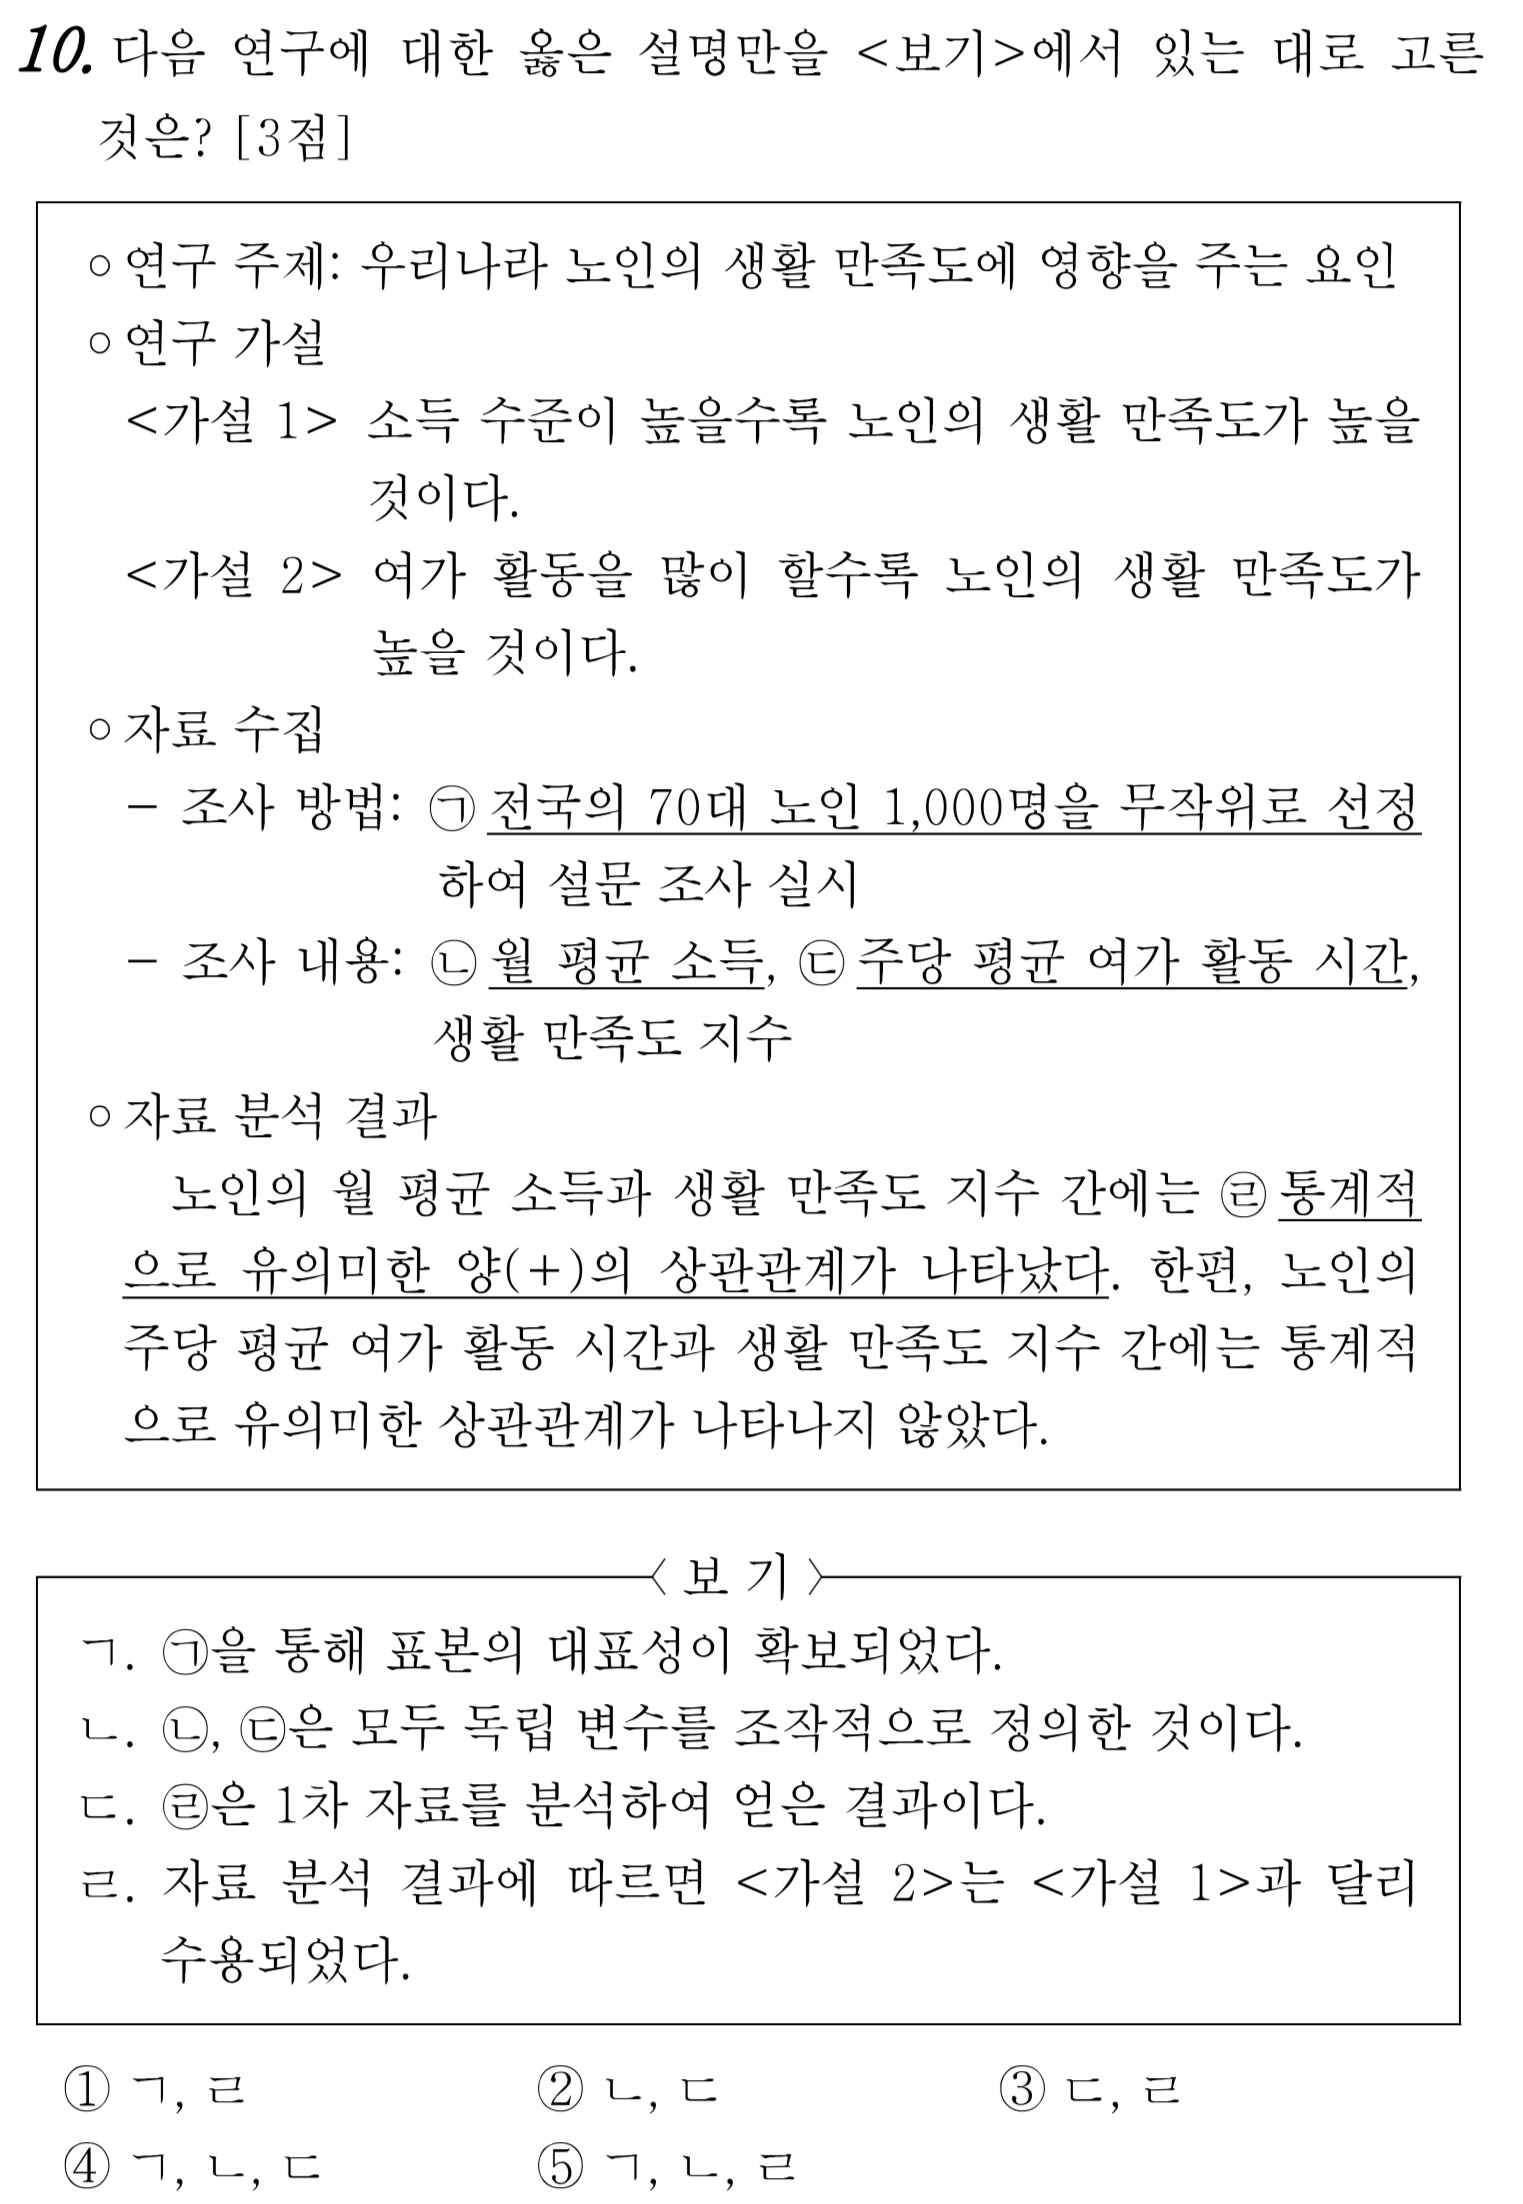 10. 다음 연구에 대한 옳은 설명만을 <보기>에서 있는 대로 고른
것은? [3점]
○ 연구 주제: 우리나라 노인의 생활 만족도에 영향을 주는 요인
○ 연구 가설
<가설 1> 소득 수준이 높을수록 노인의 생활 만족도가 높을
것이다.
<가설 2> 여가 활동을 많이 할수록 노인의 생활 만족도가
높을 것이다.
○ 자료 수집
- 조사 방법: ㉠ 전국의 70대 노인 1,000명을 무작위로 선정
하여 설문 조사 실시
- 조사 내용: ㉡ 월 평균 소득, ㉢ 주당 평균 여가 활동 시간,
생활 만족도 지수
○ 자료 분석 결과
노인의 월 평균 소득과 생활 만족도 지수 간에는 ㉣ 통계적
으로 유의미한 양(+)의 상관관계가 나타났다. 한편, 노인의
주당 평균 여가 활동 시간과 생활 만족도 지수 간에는 통계적
으로 유의미한 상관관계가 나타나지 않았다.
〈 보 기 〉
ㄱ. ㉠을 통해 표본의 대표성이 확보되었다.
ㄴ. ㉡, ㉢은 모두 독립 변수를 조작적으로 정의한 것이다.
ㄷ. ㉣은 1차 자료를 분석하여 얻은 결과이다.
ㄹ. 자료 분석 결과에 따르면 <가설 2>는 <가설 1>과 달리
수용되었다.
① ㄱ, ㄹ ② ㄴ, ㄷ ③ ㄷ, ㄹ
④ ㄱ, ㄴ, ㄷ ⑤ ㄱ, ㄴ, ㄹ